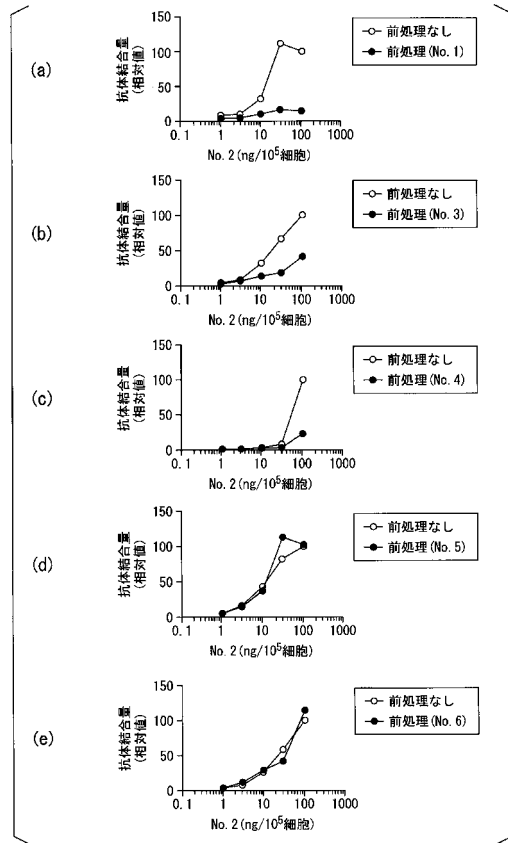 (a)
抗体結合量
(相対値)
150
100
50
0
0.1 1 10 100 1000
No.2(ng/10⁵細胞)
前処理なし
前処理(No.1)
(b)
抗体結合量
(相対値)
150
100
50
0
0.1 1 10 100 1000
No.2(ng/10⁵細胞)
前処理なし
前処理(No.3)
(c)
抗体結合量
(相対値)
150
100
50
0
0.1 1 10 100 1000
No.2(ng/10⁵細胞)
前処理なし
前処理(No.4)
(d)
抗体結合量
(相対値)
150
100
50
0
0.1 1 10 100 1000
No.2(ng/10⁵細胞)
前処理なし
前処理(No.5)
(e)
抗体結合量
(相対値)
150
100
50
0
0.1 1 10 100 1000
No.2(ng/10⁵細胞)
前処理なし
前処理(No.6)